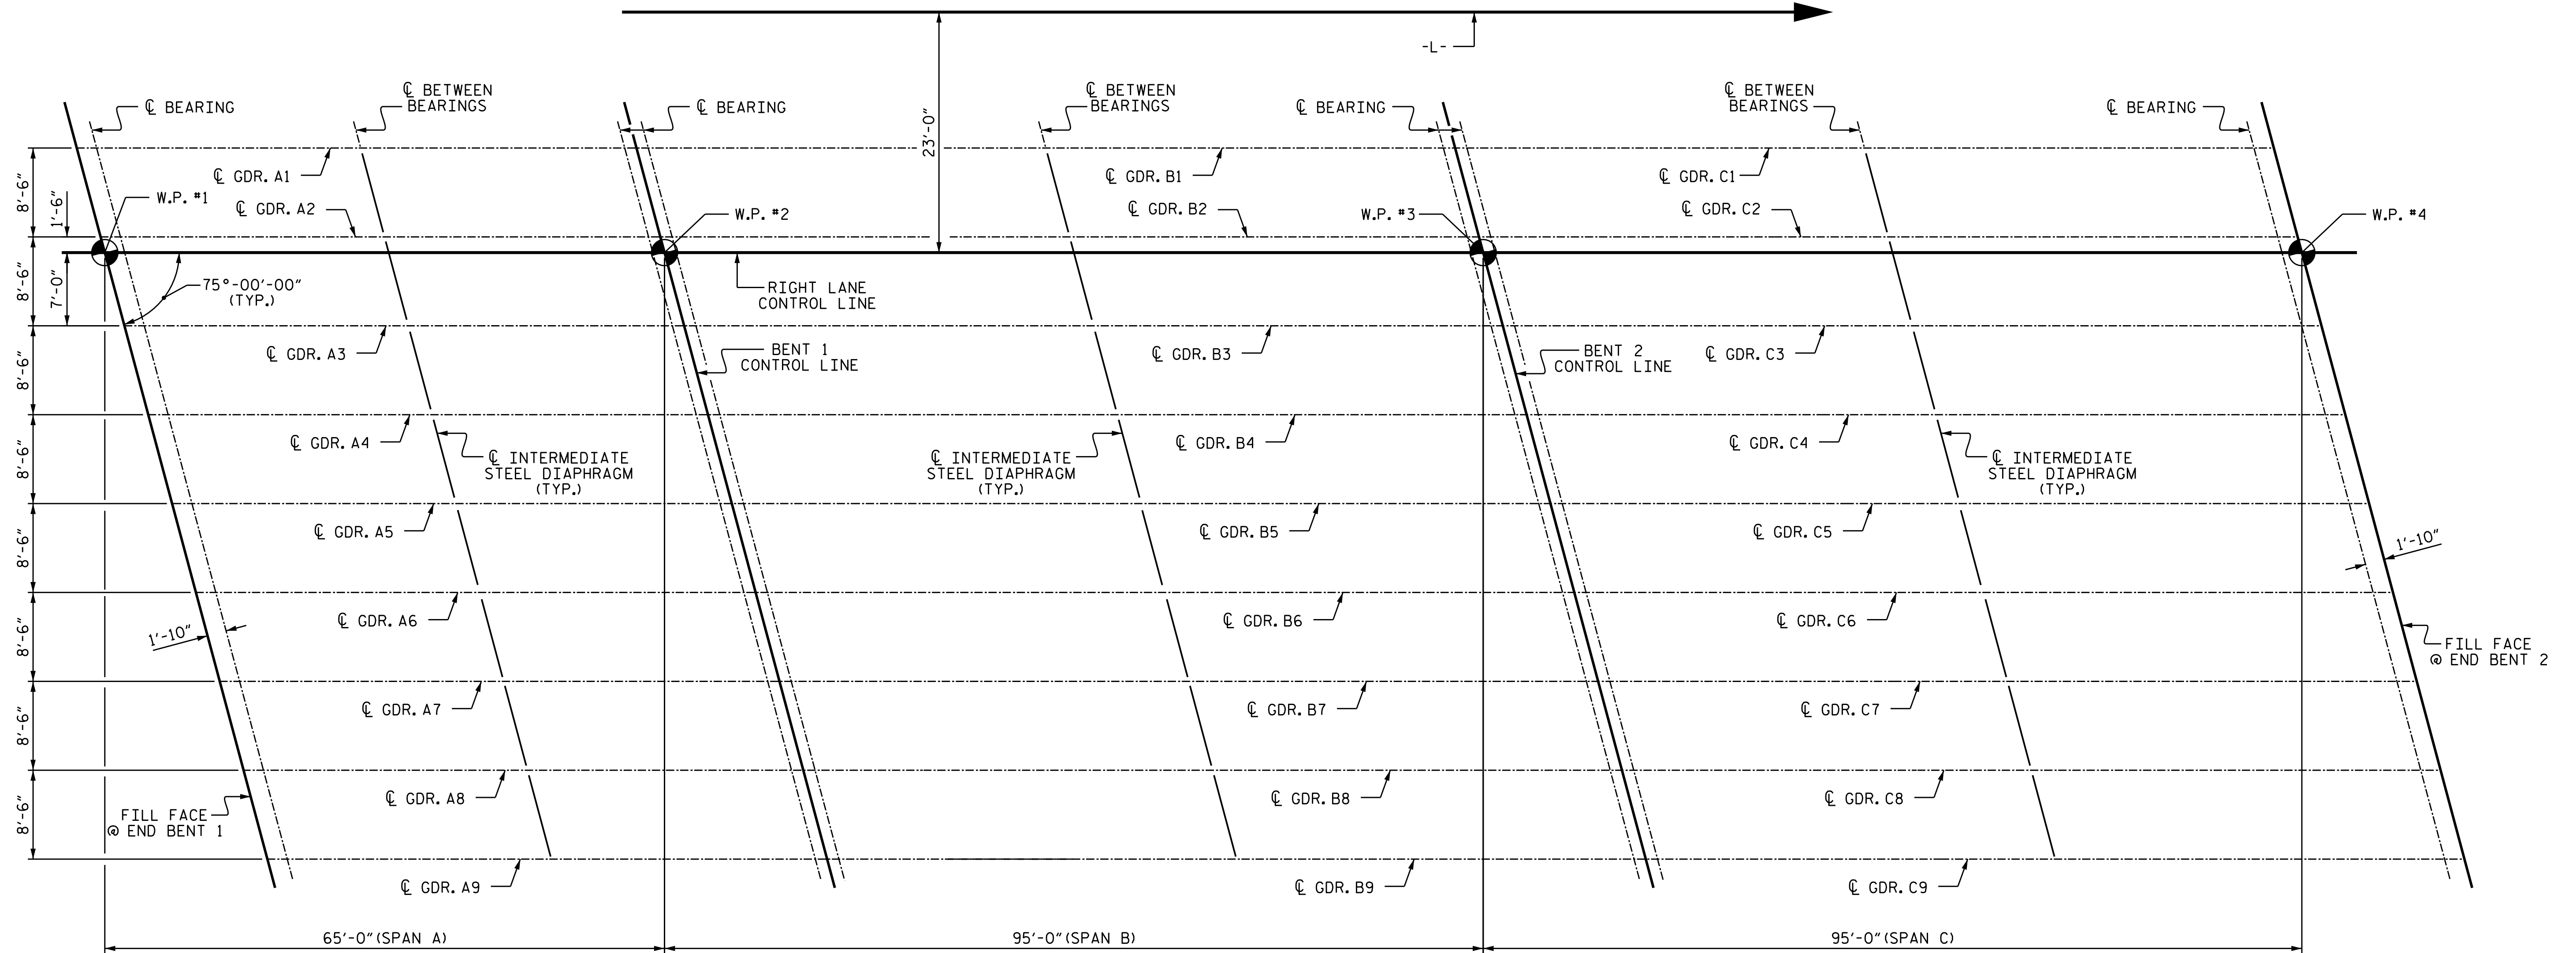 -L-
23'-0"
℄ BEARING
℄ BETWEEN
BEARINGS
℄ BEARING
℄ BETWEEN
BEARINGS
℄ BEARING
℄ BETWEEN
BEARINGS
℄ BEARING
8'-6"
8'-6"
8'-6"
8'-6"
8'-6"
8'-6"
8'-6"
8'-6"
1'-6"
7'-0"
℄ GDR. A1
℄ GDR. B1
℄ GDR. C1
W.P. #1
℄ GDR. A2
W.P. #2
℄ GDR. B2
W.P. #3
℄ GDR. C2
W.P. #4
75°-00'-00"
(TYP.)
RIGHT LANE
CONTROL LINE
℄ GDR. A3
BENT 1
CONTROL LINE
℄ GDR. B3
BENT 2
CONTROL LINE
℄ GDR. C3
℄ GDR. A4
℄ GDR. B4
℄ GDR. C4
℄ INTERMEDIATE
STEEL DIAPHRAGM
(TYP.)
℄ INTERMEDIATE
STEEL DIAPHRAGM
(TYP.)
℄ INTERMEDIATE
STEEL DIAPHRAGM
(TYP.)
℄ GDR. A5
℄ GDR. B5
℄ GDR. C5
1'-10"
℄ GDR. A6
℄ GDR. B6
℄ GDR. C6
1'-10"
FILL FACE
@ END BENT 2
℄ GDR. A7
℄ GDR. B7
℄ GDR. C7
℄ GDR. A8
℄ GDR. B8
℄ GDR. C8
FILL FACE
@ END BENT 1
℄ GDR. A9
℄ GDR. B9
℄ GDR. C9
65'-0" (SPAN A)
95'-0" (SPAN B)
95'-0" (SPAN C)